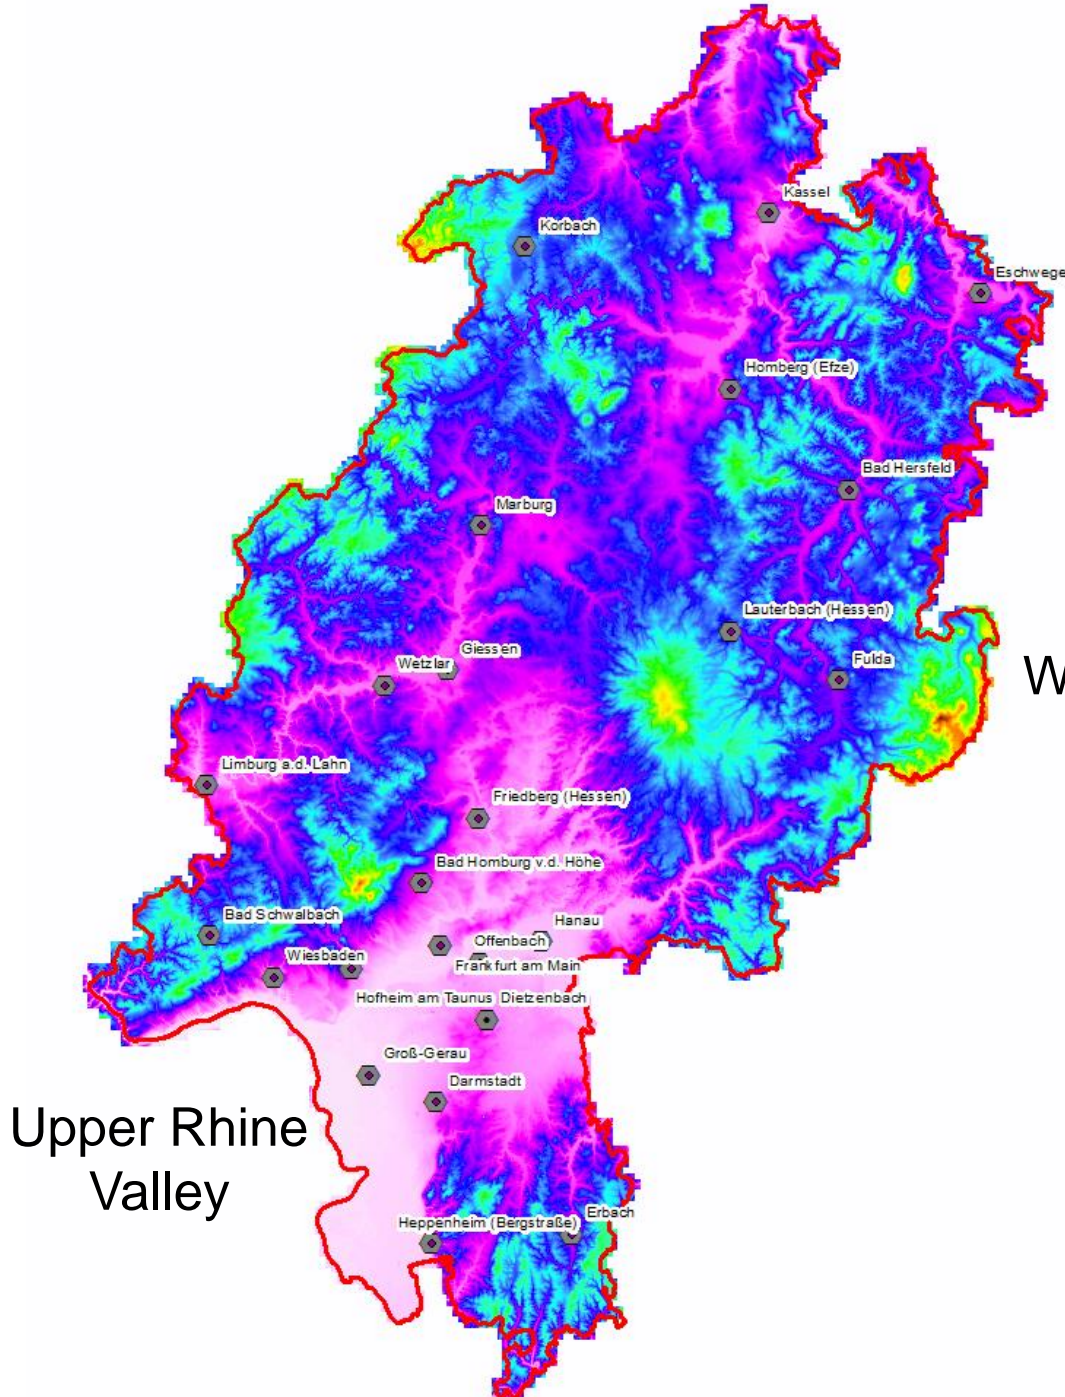 Kassel
Korbach
Eschwege
Homberg (Efze)
Bad Hersfeld
Marburg
Lauterbach (Hessen)
Giessen
Wetzlar
Fulda
W
Limburg a.d. Lahn
Friedberg (Hessen)
Bad Homburg v.d. Höhe
Bad Schwalbach
Hanau
Offenbach
Wiesbaden
Frankfurt am Main
Hofheim am Taunus
Dietzenbach
Groß-Gerau
Darmstadt
Upper Rhine
Valley
Erbach
Heppenheim (Bergstraße)